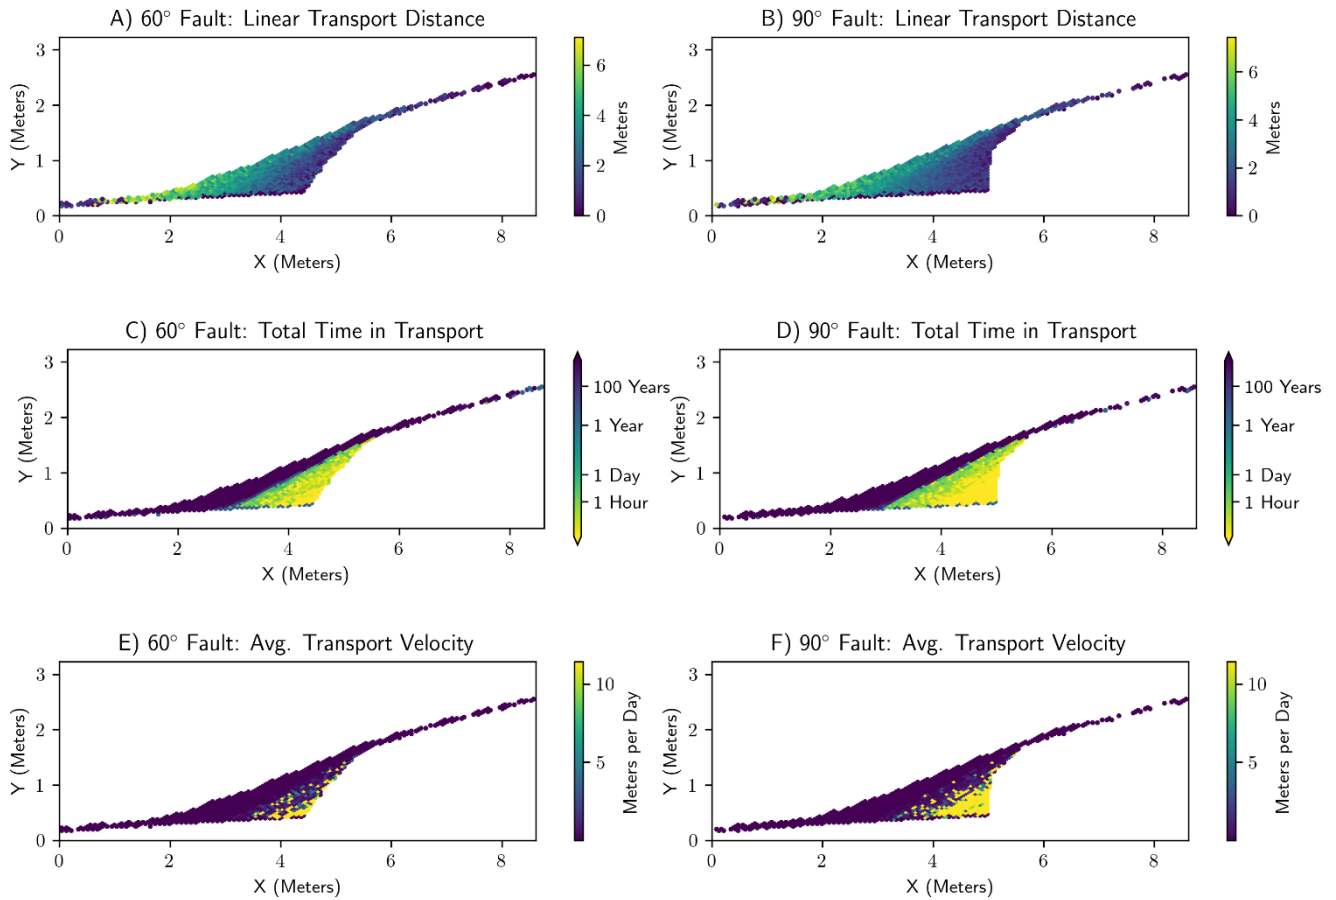 A) 60° Fault: Linear Transport Distance
B) 90° Fault: Linear Transport Distance
3
2
1
0
Y (Meters)
0 2 4 6 8
X (Meters)
6
4
2
0
Meters
3
2
1
0
Y (Meters)
0 2 4 6 8
X (Meters)
6
4
2
0
Meters
C) 60° Fault: Total Time in Transport
D) 90° Fault: Total Time in Transport
3
2
1
0
Y (Meters)
0 2 4 6 8
X (Meters)
100 Years
1 Year
1 Day
1 Hour
3
2
1
0
Y (Meters)
0 2 4 6 8
X (Meters)
100 Years
1 Year
1 Day
1 Hour
E) 60° Fault: Avg. Transport Velocity
F) 90° Fault: Avg. Transport Velocity
3
2
1
0
Y (Meters)
0 2 4 6 8
X (Meters)
10
5
Meters per Day
3
2
1
0
Y (Meters)
0 2 4 6 8
X (Meters)
10
5
Meters per Day